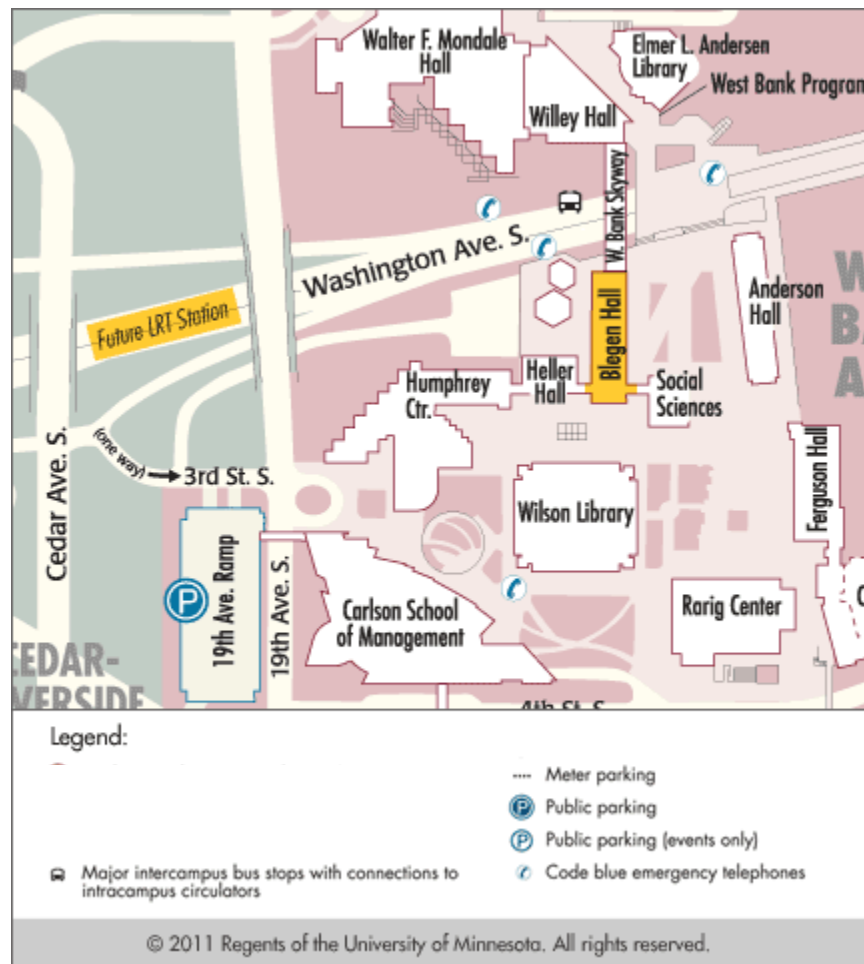 Walter F. Mondale
Hall
Elmer L. Andersen
Library
West Bank Program
Willey Hall
W. Bank Skyway
Washington Ave. S.
Future LRT Station
Blegen Hall
Anderson
Hall
Heller
Hall
Humphrey
Ctr.
Social
Sciences
(one way)
3rd St. S.
Cedar Ave. S.
Ferguson Hall
Wilson Library
P
19th Ave. Ramp
19th Ave. S.
Carlson School
of Management
Rarig Center
4th St. S.
Legend:
Meter parking
P Public parking
P Public parking (events only)
Major intercampus bus stops with connections to
intracampus circulators
Code blue emergency telephones
© 2011 Regents of the University of Minnesota. All rights reserved.